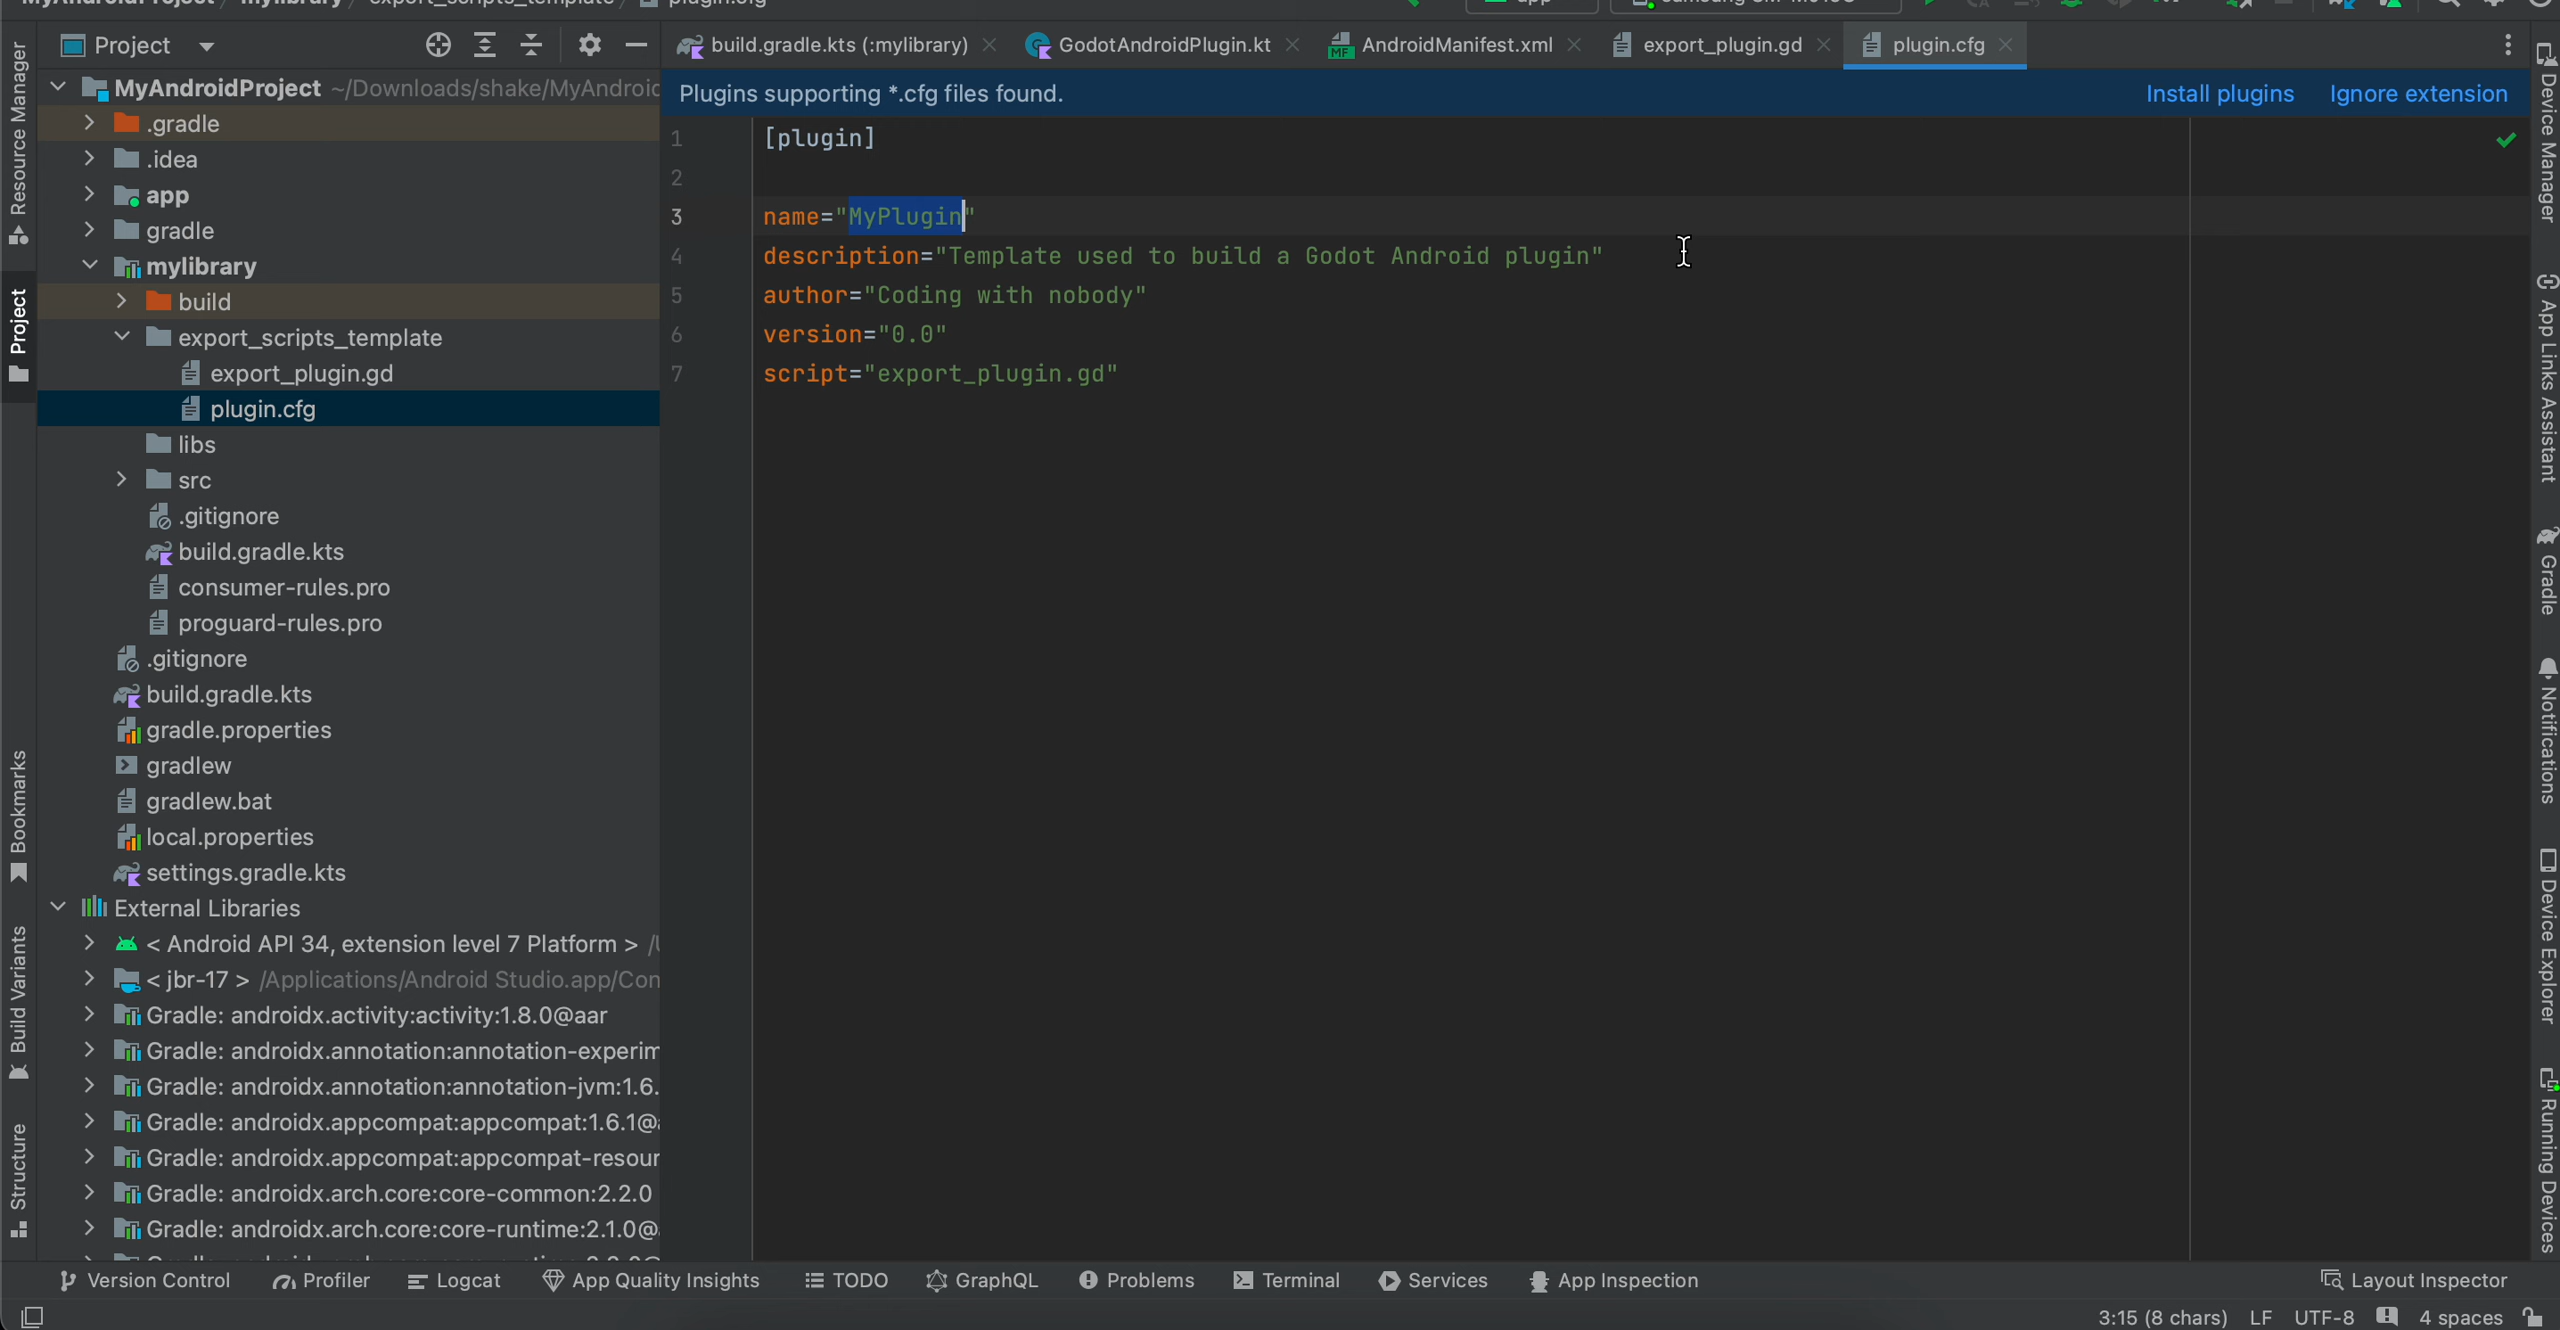 MyAndroidProject / mylibrary / export_scripts_template / plugin.cfg
app
Project
build.gradle.kts (:mylibrary)
GodotAndroidPlugin.kt
AndroidManifest.xml
export_plugin.gd
plugin.cfg
Plugins supporting *.cfg files found.
Install plugins
Ignore extension
Resource Manager
Project
Bookmarks
Build Variants
Structure
MyAndroidProject ~/Downloads/shake/MyAndroid
.gradle
.idea
app
gradle
mylibrary
build
export_scripts_template
export_plugin.gd
plugin.cfg
libs
src
.gitignore
build.gradle.kts
consumer-rules.pro
proguard-rules.pro
.gitignore
build.gradle.kts
gradle.properties
gradlew
gradlew.bat
local.properties
settings.gradle.kts
External Libraries
< Android API 34, extension level 7 Platform >
< jbr-17 > /Applications/Android Studio.app/Con
Gradle: androidx.activity:activity:1.8.0@aar
Gradle: androidx.annotation:annotation-experim
Gradle: androidx.annotation:annotation-jvm:1.6.
Gradle: androidx.appcompat:appcompat:1.6.1@a
Gradle: androidx.appcompat:appcompat-resour
Gradle: androidx.arch.core:core-common:2.2.0
Gradle: androidx.arch.core:core-runtime:2.1.0@
1 [plugin]
2
3 name="MyPlugin"
4 description="Template used to build a Godot Android plugin"
5 author="Coding with nobody"
6 version="0.0"
7 script="export_plugin.gd"
Device Manager
App Links Assistant
Gradle
Notifications
Device Explorer
Running Devices
Version Control
Profiler
Logcat
App Quality Insights
TODO
GraphQL
Problems
Terminal
Services
App Inspection
Layout Inspector
3:15 (8 chars)
LF
UTF-8
4 spaces